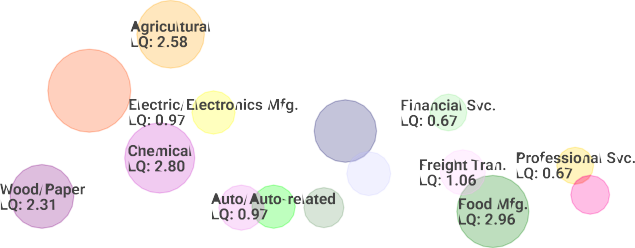 Agricultural
LQ: 2.58
Electric/Electronics Mfg.
LQ: 0.97
Financial Svc.
LQ: 0.67
Chemical
LQ: 2.80
Freight Tran.
LQ: 1.06
Professional Svc.
LQ: 0.67
Wood/Paper
LQ: 2.31
Auto/Auto-related
LQ: 0.97
Food Mfg.
LQ: 2.96